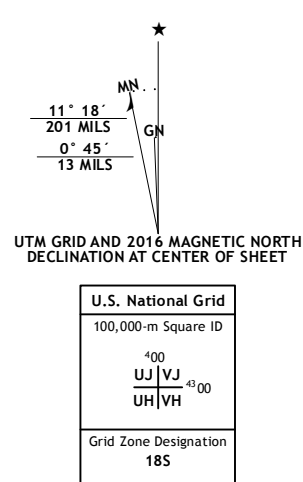 ★
MN
11° 18´
201 MILS
GN
0° 45´
13 MILS
UTM GRID AND 2016 MAGNETIC NORTH
DECLINATION AT CENTER OF SHEET
U.S. National Grid
100,000-m Square ID
400
UJ VJ
4300
UH VH
Grid Zone Designation
18S